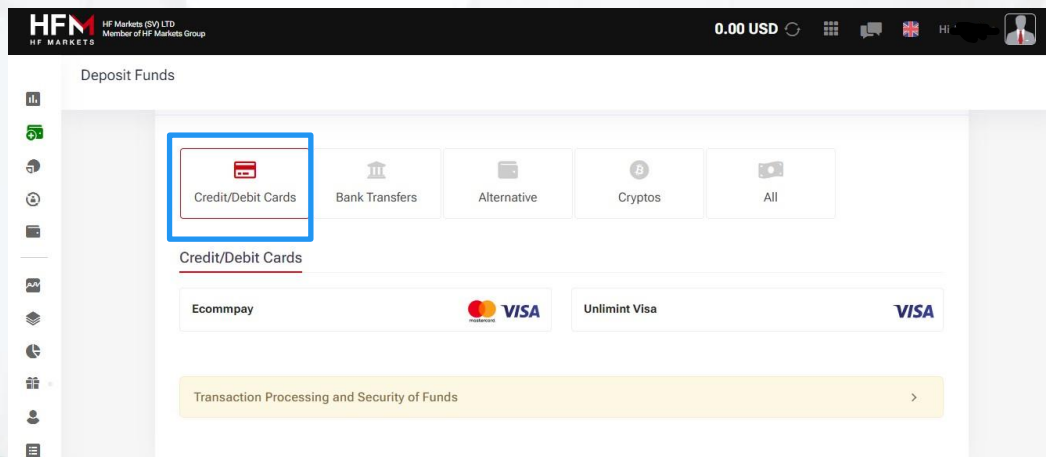 HFM
HF MARKETS
HF Markets (SV) LTD
Member of HF Markets Group
0.00 USD
Hi
Deposit Funds
Credit/Debit Cards
Bank Transfers
Alternative
Cryptos
All
Credit/Debit Cards
Ecommpay
mastercard
VISA
Unlimint Visa
VISA
Transaction Processing and Security of Funds